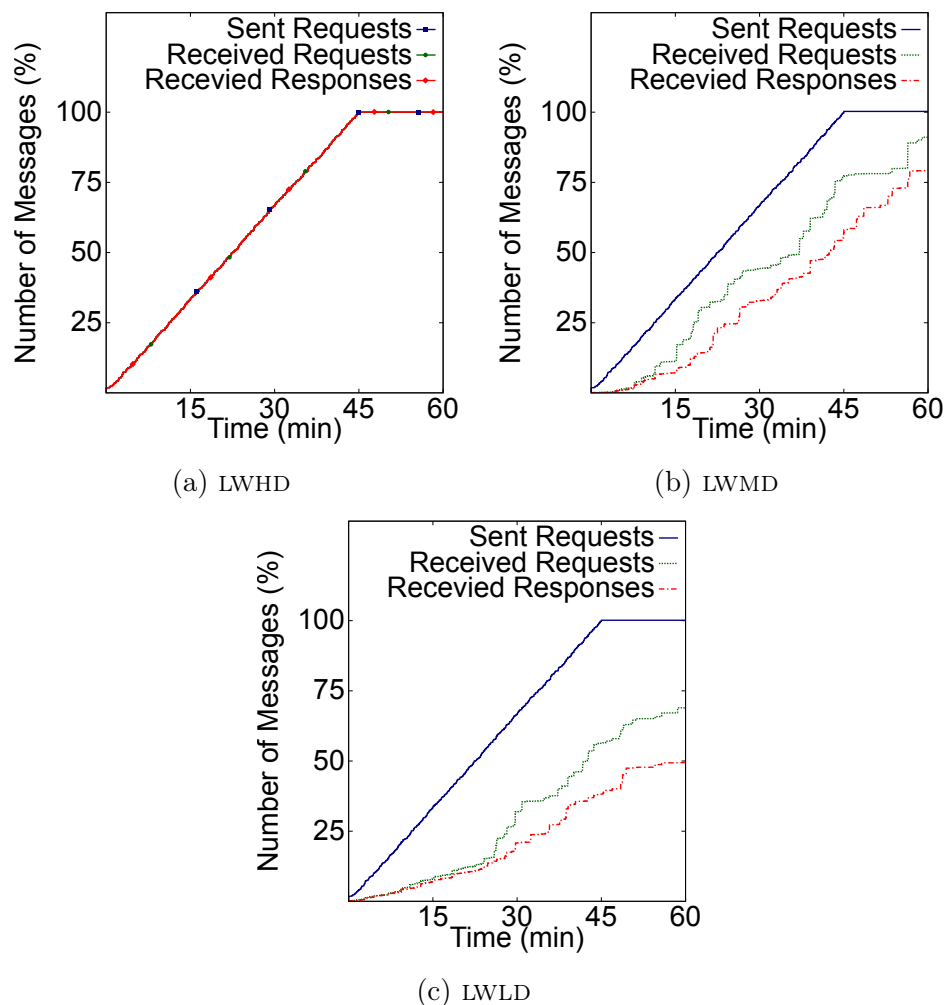 Sent Requests
Received Requests
Recevied Responses
Number of Messages (%)
100
75
50
25
15 30 45 60
Time (min)
(a) LWHD
Sent Requests
Received Requests
Recevied Responses
Number of Messages (%)
100
75
50
25
15 30 45 60
Time (min)
(b) LWMD
Sent Requests
Received Requests
Recevied Responses
Number of Messages (%)
100
75
50
25
15 30 45 60
Time (min)
(c) LWLD